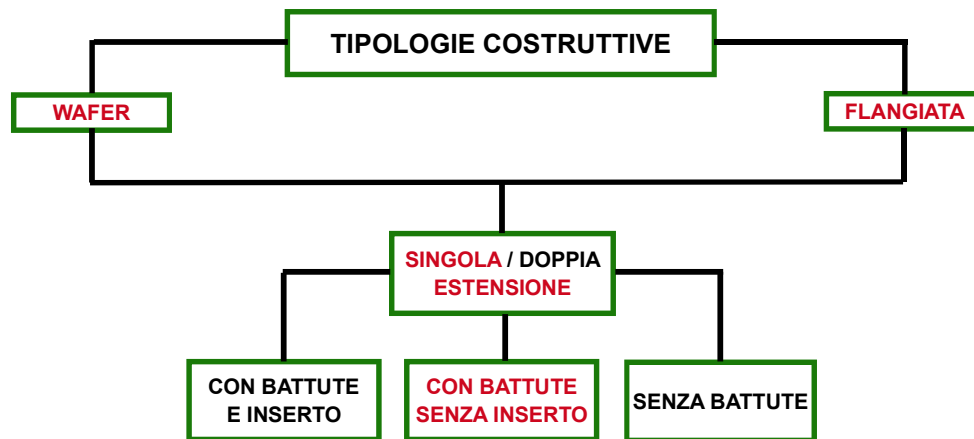 TIPOLOGIE COSTRUTTIVE
WAFER
FLANGIATA
SINGOLA / DOPPIA
ESTENSIONE
CON BATTUTE
E INSERTO
CON BATTUTE
SENZA INSERTO
SENZA BATTUTE